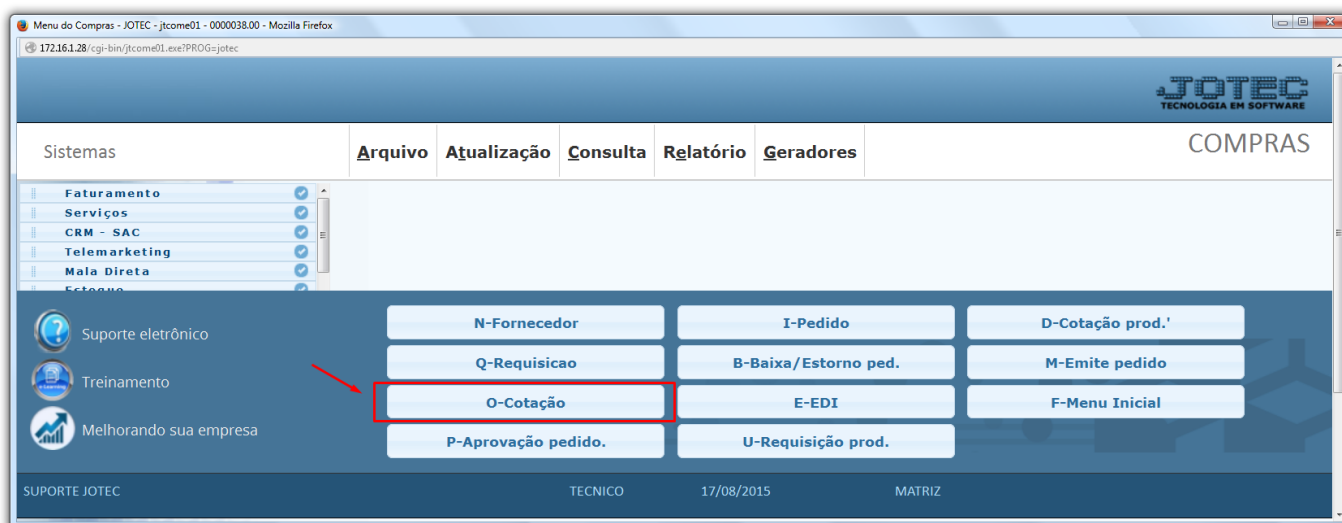 Menu do Compras - JOTEC - jtcome01 - 0000038.00 - Mozilla Firefox
172.16.1.28/cgi-bin/jtcome01.exe?PROG=jotec
JOTEC
TECNOLOGIA EM SOFTWARE
Sistemas
Arquivo Atualização Consulta Relatório Geradores
COMPRAS
Faturamento
Serviços
CRM - SAC
Telemarketing
Mala Direta
Estoque
Suporte eletrônico
Treinamento
Melhorando sua empresa
N-Fornecedor I-Pedido D-Cotação prod.'
Q-Requisicao B-Baixa/Estorno ped. M-Emite pedido
O-Cotação E-EDI F-Menu Inicial
P-Aprovação pedido. U-Requisição prod.
SUPORTE JOTEC TECNICO 17/08/2015 MATRIZ